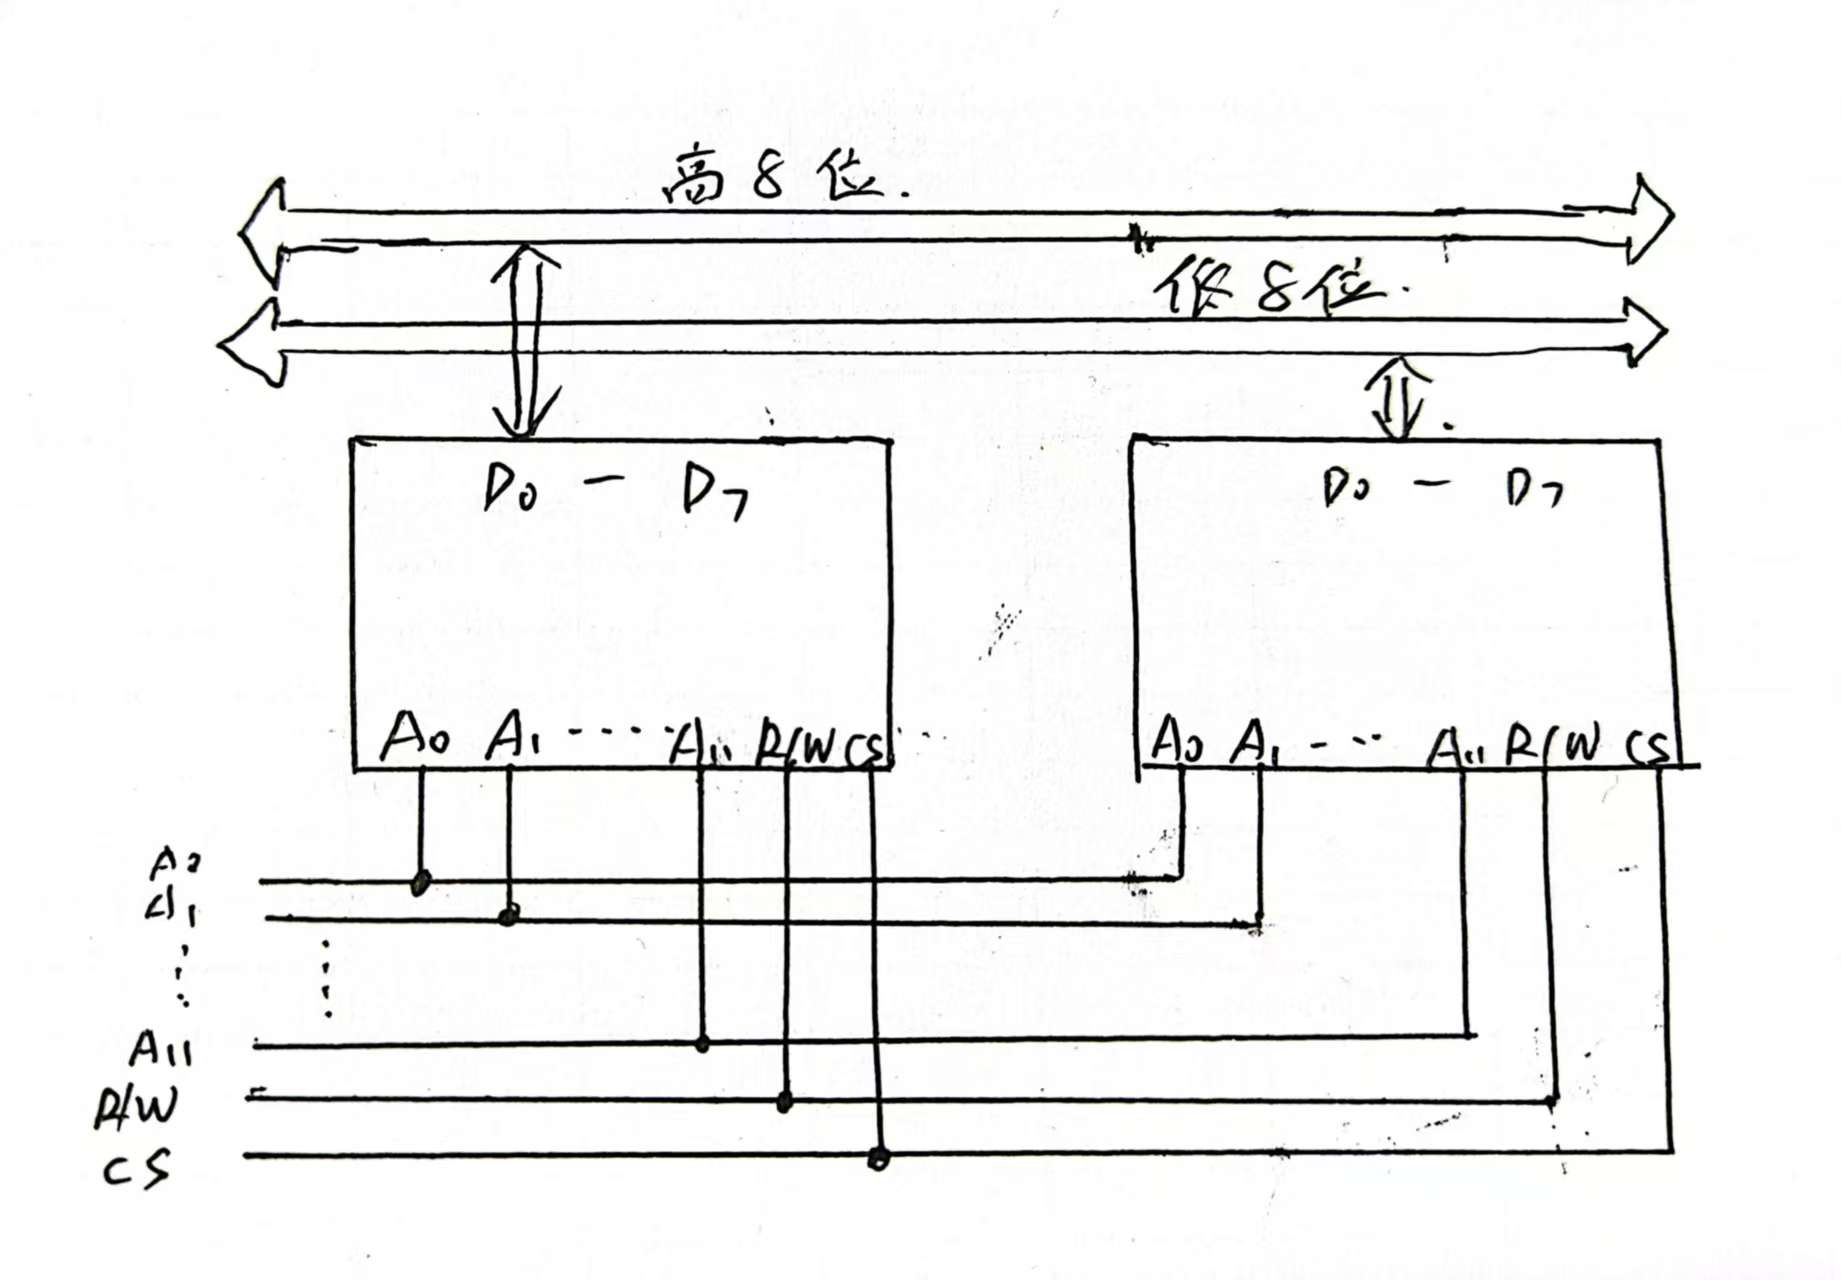 高8位.
低8位.
D0 - D7
D0 - D7
A0 A1 ····· A11 R/W CS
A0 A1 - ·· A11 R/W CS
A0
A1
A11
R/W
CS